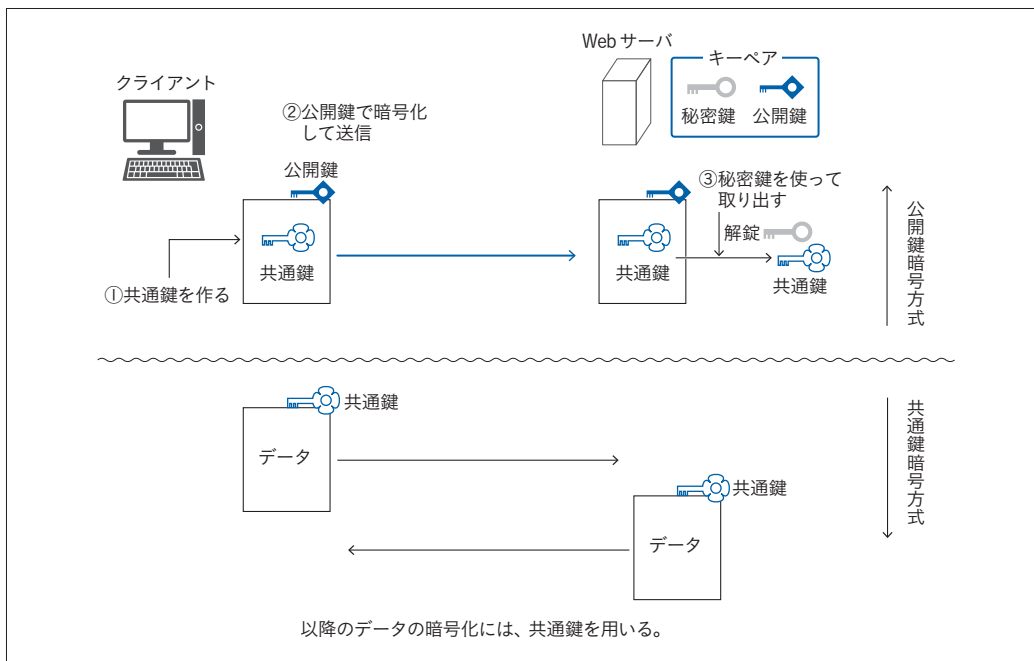 Webサーバ
キーペア
秘密鍵
公開鍵
クライアント
②公開鍵で暗号化
して送信
公開鍵
共通鍵
①共通鍵を作る
共通鍵
③秘密鍵を使って
取り出す
解錠
共通鍵
公開鍵暗号方式
共通鍵
データ
共通鍵
データ
共通鍵暗号方式
以降のデータの暗号化には、共通鍵を用いる。